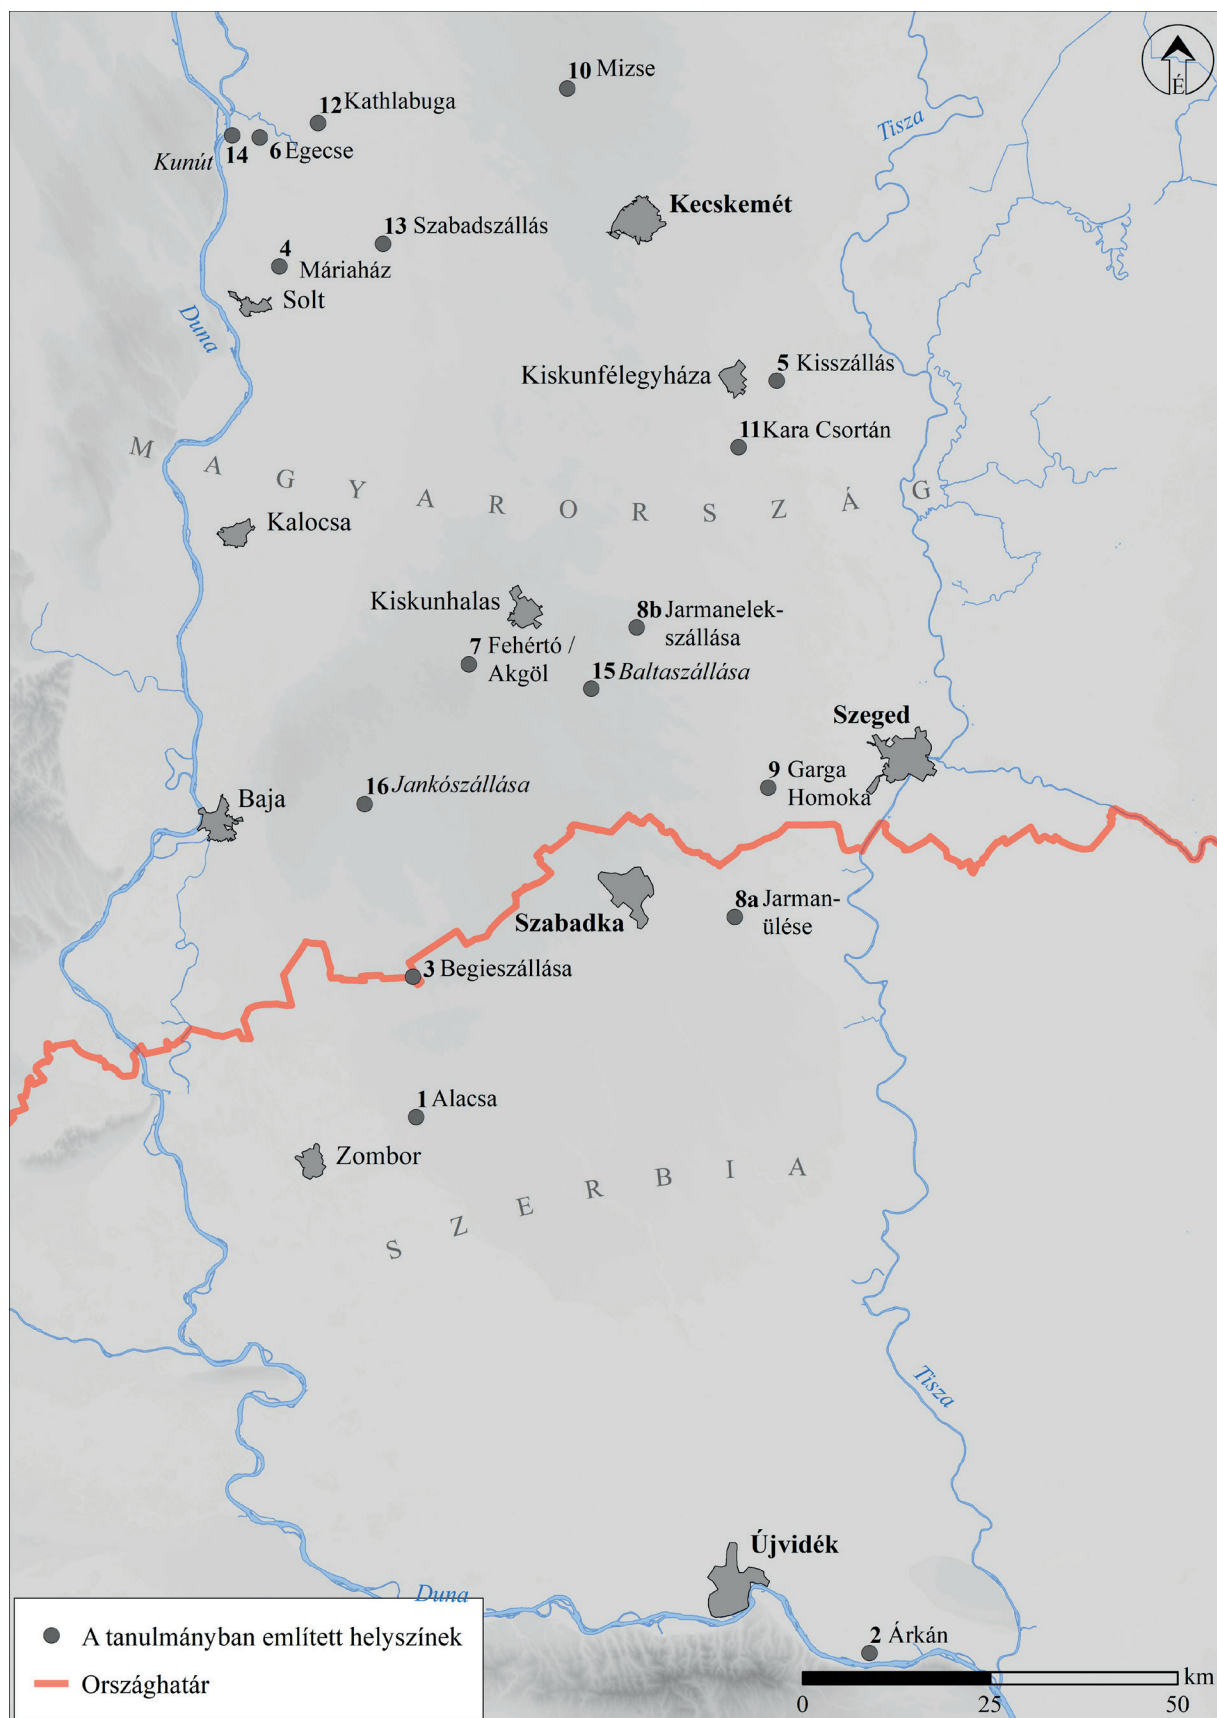 É
10 Mizse
12 Kathlabuga
Tisza
Kunút
14
6 Egecse
Kecskemét
13 Szabadszállás
4
Máriaház
Solt
Duna
Kiskunfélegyháza
5 Kisszállás
11 Kara Csortán
MAGYARORSZÁG
Kalocsa
Kiskunhalas
8b Jarmanelek-
szállása
7 Fehértó /
Akgöl
15 Baltaszállása
Szeged
9 Garga
Homoka
16 Jankószállása
Baja
Szabadka
8a Jarman-
ülése
3 Begieszállása
1 Alacsa
Zombor
SZERBIA
Tisza
Újvidék
Duna
2 Árkán
A tanulmányban említett helyszínek
Országhatár
km
0 25 50